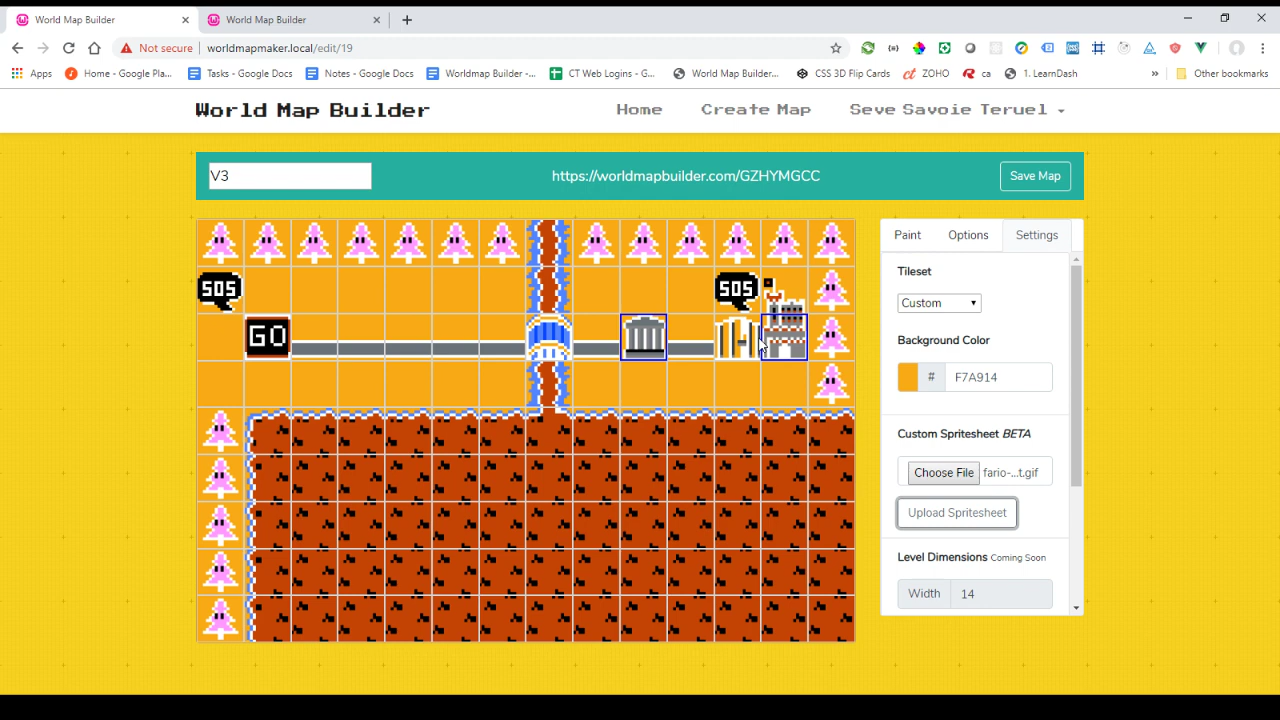 World Map Builder
World Map Builder
Not secure worldmapmaker.local/edit/19
Apps Home - Google Pla... Tasks - Google Docs Notes - Google Docs Worldmap Builder -... CT Web Logins - G... World Map Builder... CSS 3D Flip Cards ZOHO ca 1. LearnDash » Other bookmarks
World Map Builder Home Create Map Seve Savoie Teruel
V3 https://worldmapbuilder.com/GZHYMGCC Save Map
Paint Options Settings
Tileset
Custom
Background Color
# F7A914
Custom Spritesheet BETA
Choose File fario-...t.gif
Upload Spritesheet
Level Dimensions Coming Soon
Width 14
SOS SOS
GO